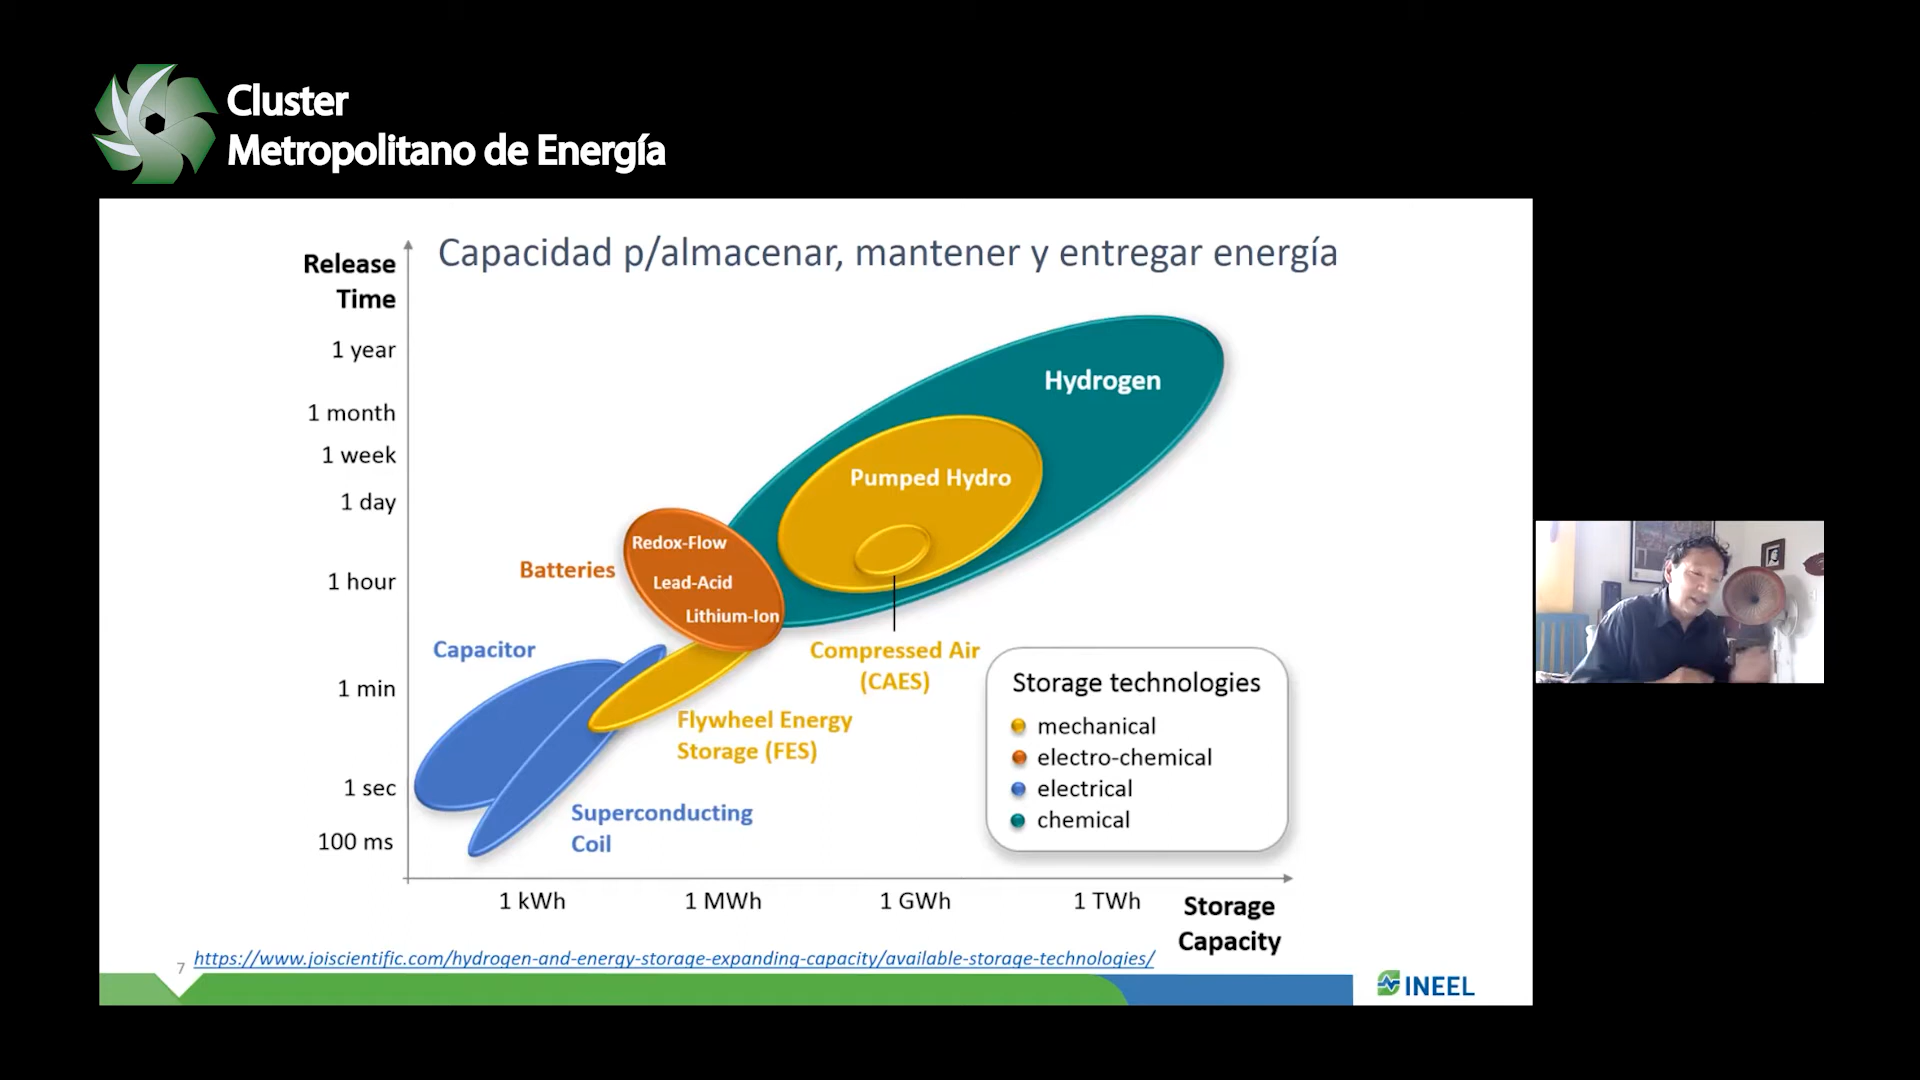 Cluster
Metropolitano de Energía
Capacidad p/almacenar, mantener y entregar energía
Release
Time
1 year
1 month
1 week
1 day
1 hour
1 min
1 sec
100 ms
Hydrogen
Pumped Hydro
Redox-Flow
Batteries
Lead-Acid
Lithium-Ion
Capacitor
Compressed Air
(CAES)
Flywheel Energy
Storage (FES)
Superconducting
Coil
Storage technologies
mechanical
electro-chemical
electrical
chemical
1 kWh
1 MWh
1 GWh
1 TWh
Storage
Capacity
7
https://www.joiscientific.com/hydrogen-and-energy-storage-expanding-capacity/available-storage-technologies/
INEEL